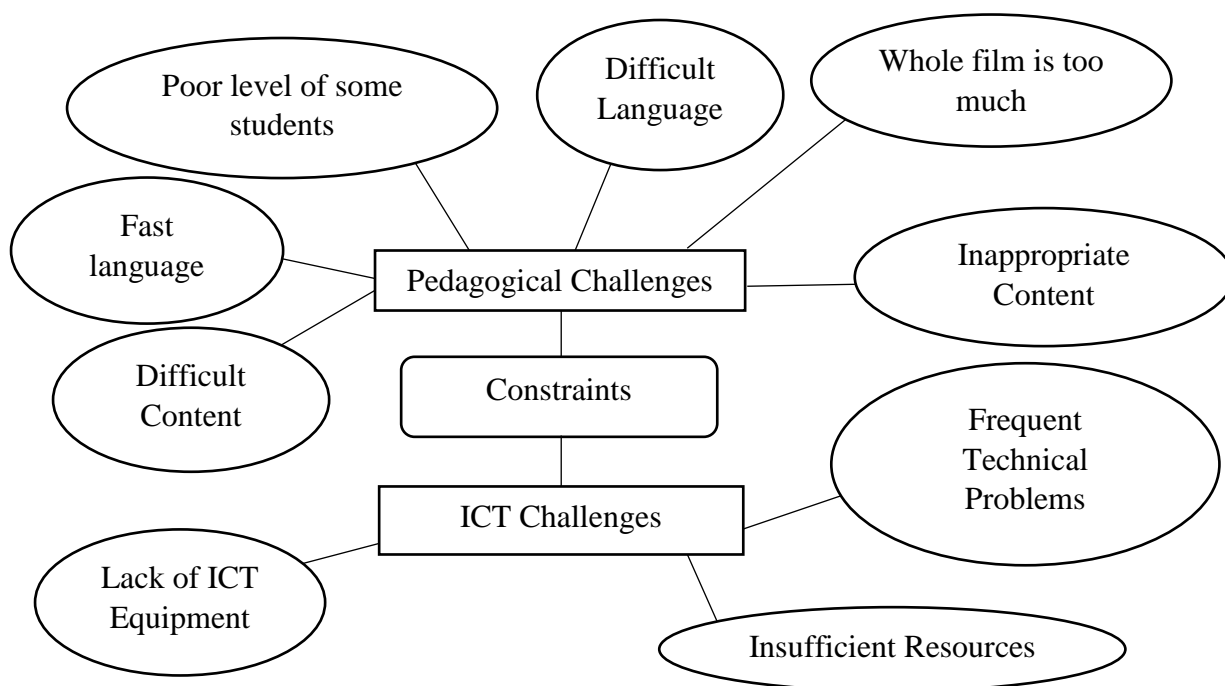 Poor level of some
students
Difficult
Language
Whole film is too
much
Fast
language
Pedagogical Challenges
Inappropriate
Content
Difficult
Content
Constraints
Frequent
Technical
Problems
ICT Challenges
Lack of ICT
Equipment
Insufficient Resources